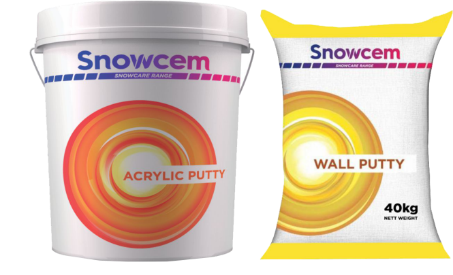 Snowcem
SNOWCARE RANGE
ACRYLIC PUTTY
Snowcem
SNOWCARE RANGE
WALL PUTTY
40kg
NETT WEIGHT